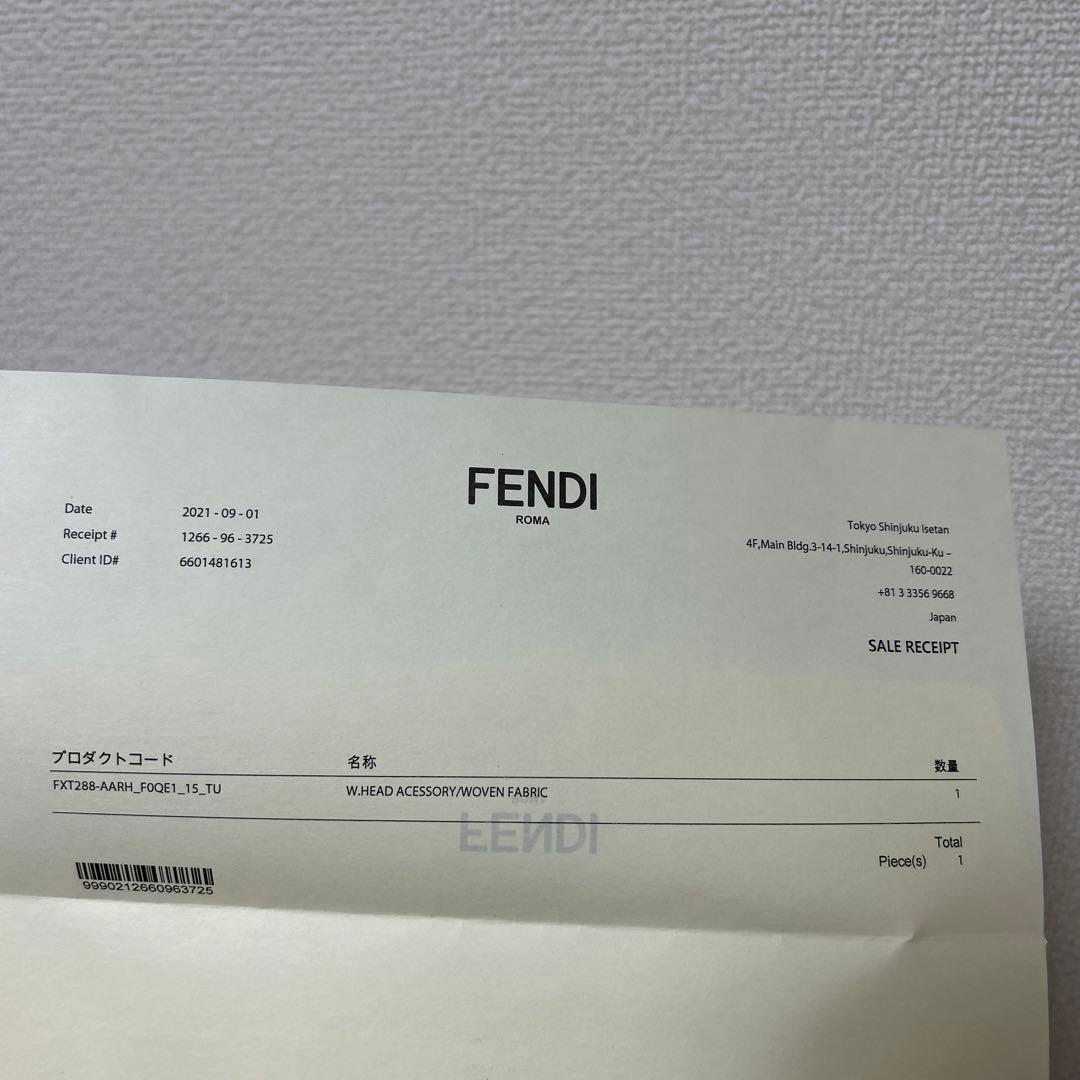 FENDI
ROMA
Date 2021 - 09 - 01
Receipt # 1266 - 96 - 3725
Client ID# 6601481613
Tokyo Shinjuku Isetan
4F,Main Bldg.3-14-1,Shinjuku,Shinjuku-Ku –
160-0022
+81 3 3356 9668
Japan
SALE RECEIPT
プロダクトコード 名称 数量
FXT288-AARH_F0QE1_15_TU W.HEAD ACESSORY/WOVEN FABRIC 1
FENDI
Total
Piece(s) 1
9990212660963725